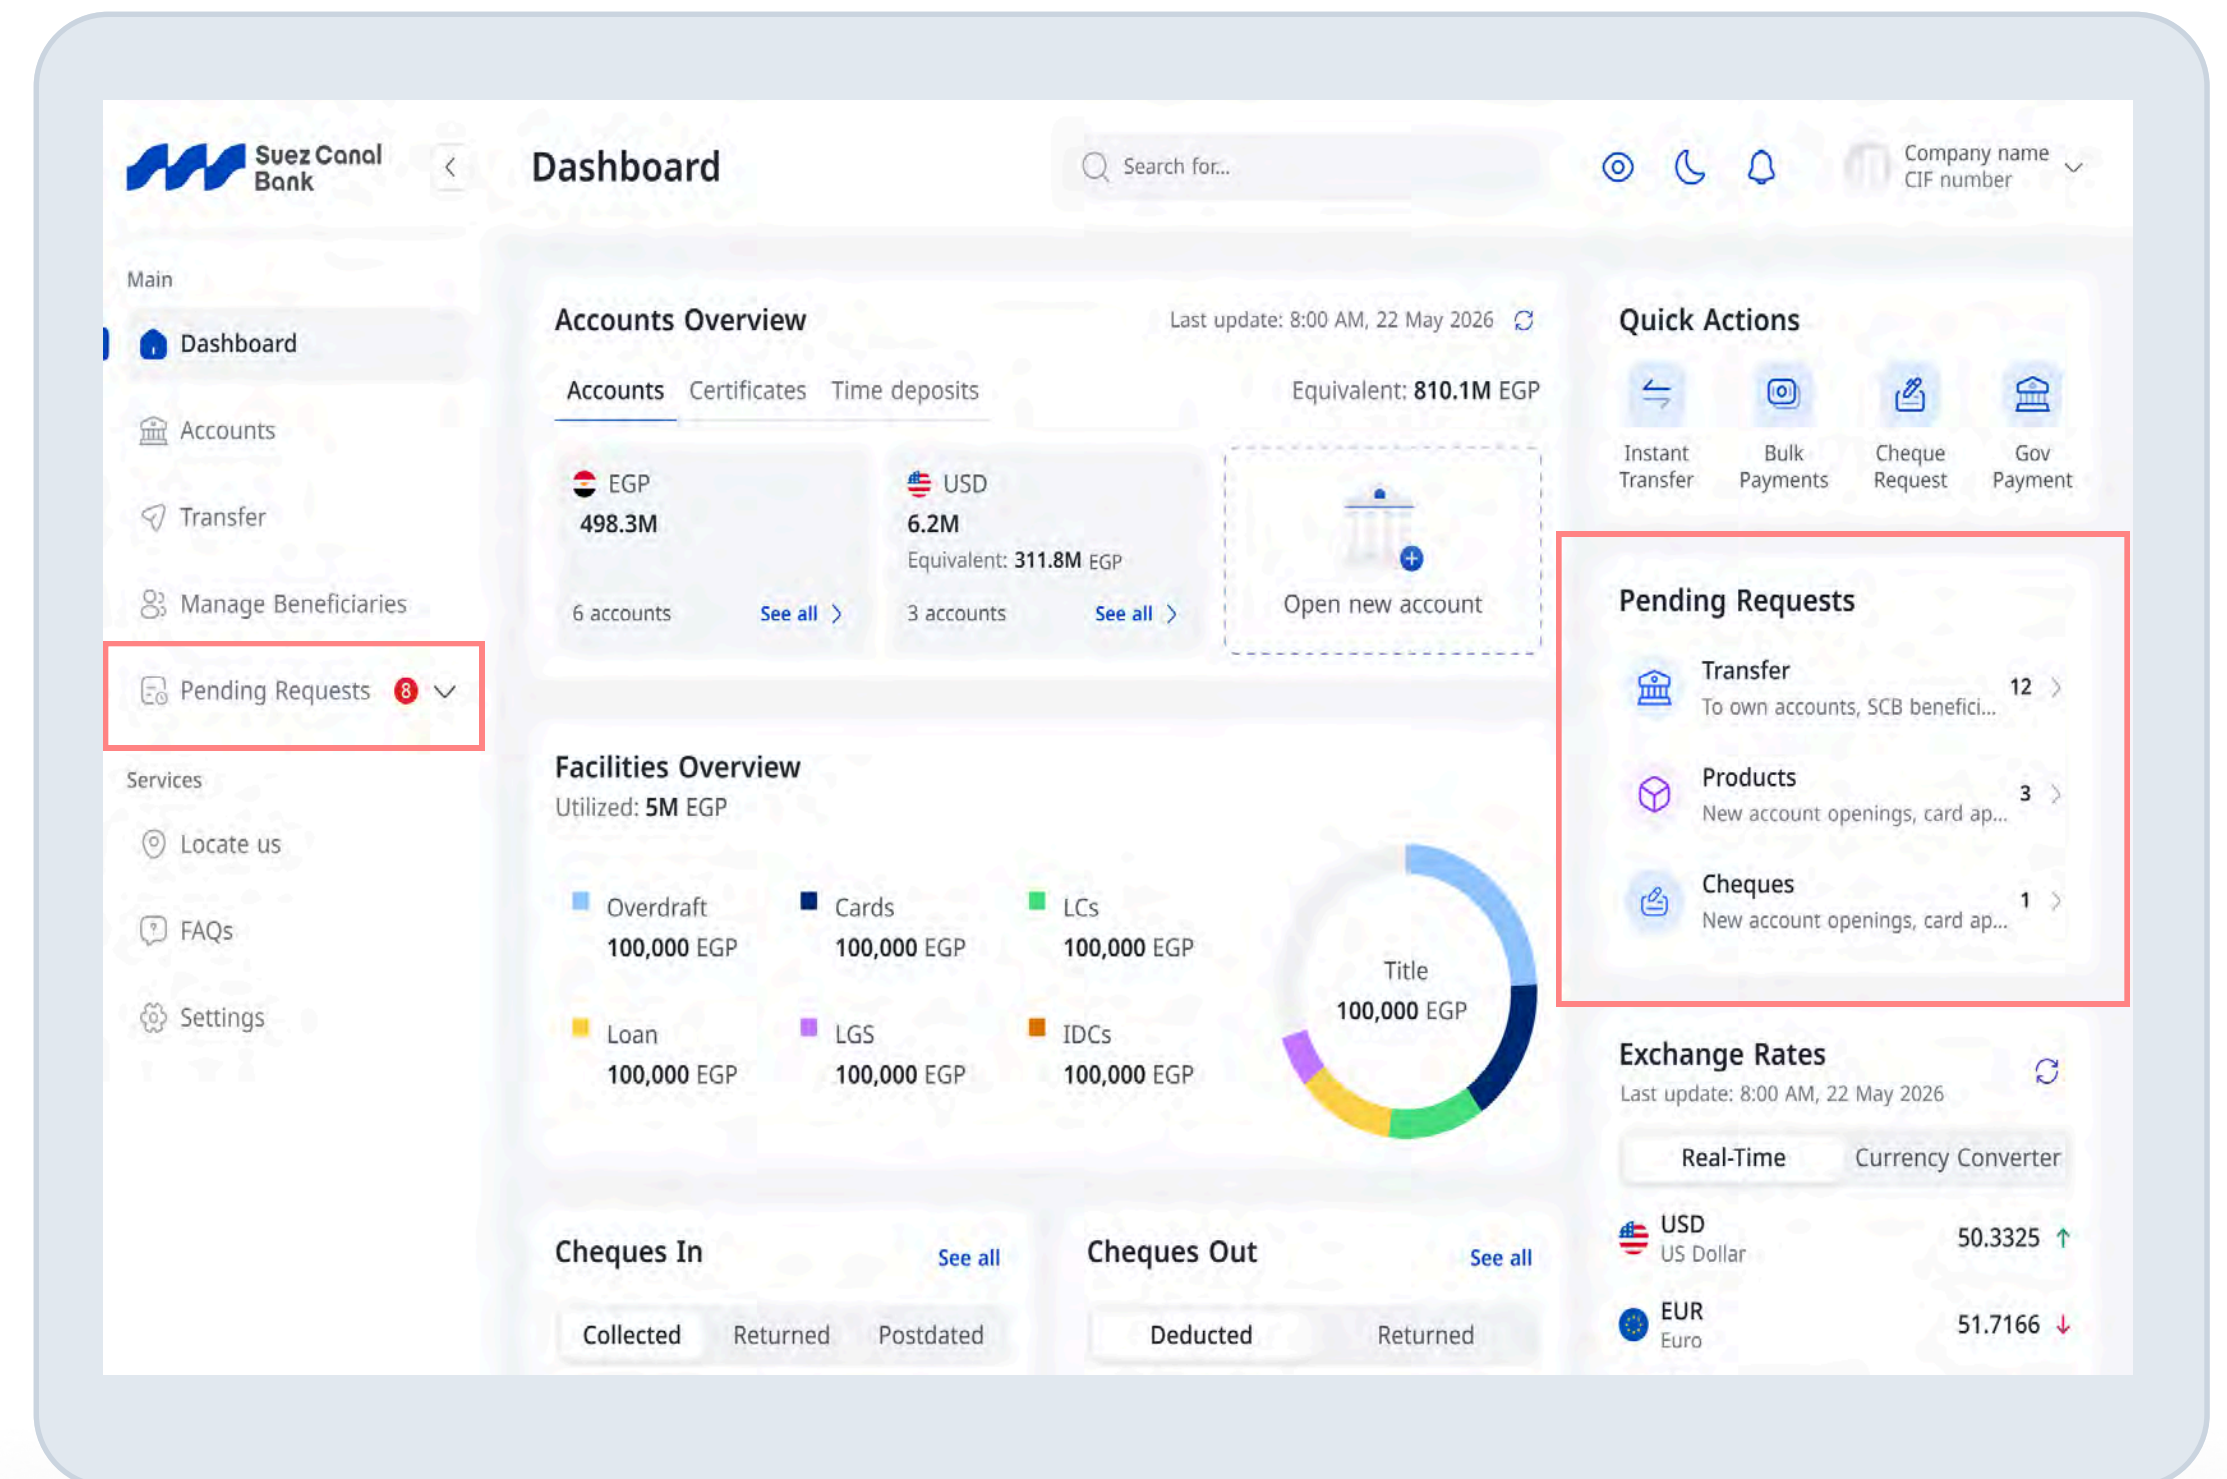 Suez Canal
Bank
Dashboard
Search for...
Company name
CIF number
Main
Dashboard
Accounts
Transfer
Manage Beneficiaries
Pending Requests 8
Services
Locate us
FAQs
Settings
Accounts Overview
Last update: 8:00 AM, 22 May 2026
Accounts Certificates Time deposits
Equivalent: 810.1M EGP
EGP
498.3M
6 accounts See all
USD
6.2M
Equivalent: 311.8M EGP
3 accounts See all
Open new account
Facilities Overview
Utilized: 5M EGP
Overdraft
100,000 EGP
Cards
100,000 EGP
LCs
100,000 EGP
Loan
100,000 EGP
LGS
100,000 EGP
IDCs
100,000 EGP
Title
100,000 EGP
Cheques In See all
Collected Returned Postdated
Cheques Out See all
Deducted Returned
Quick Actions
Instant
Transfer
Bulk
Payments
Cheque
Request
Gov
Payment
Pending Requests
Transfer
To own accounts, SCB benefici...
12
Products
New account openings, card ap...
3
Cheques
New account openings, card ap...
1
Exchange Rates
Last update: 8:00 AM, 22 May 2026
Real-Time Currency Converter
USD
US Dollar
50.3325
EUR
Euro
51.7166